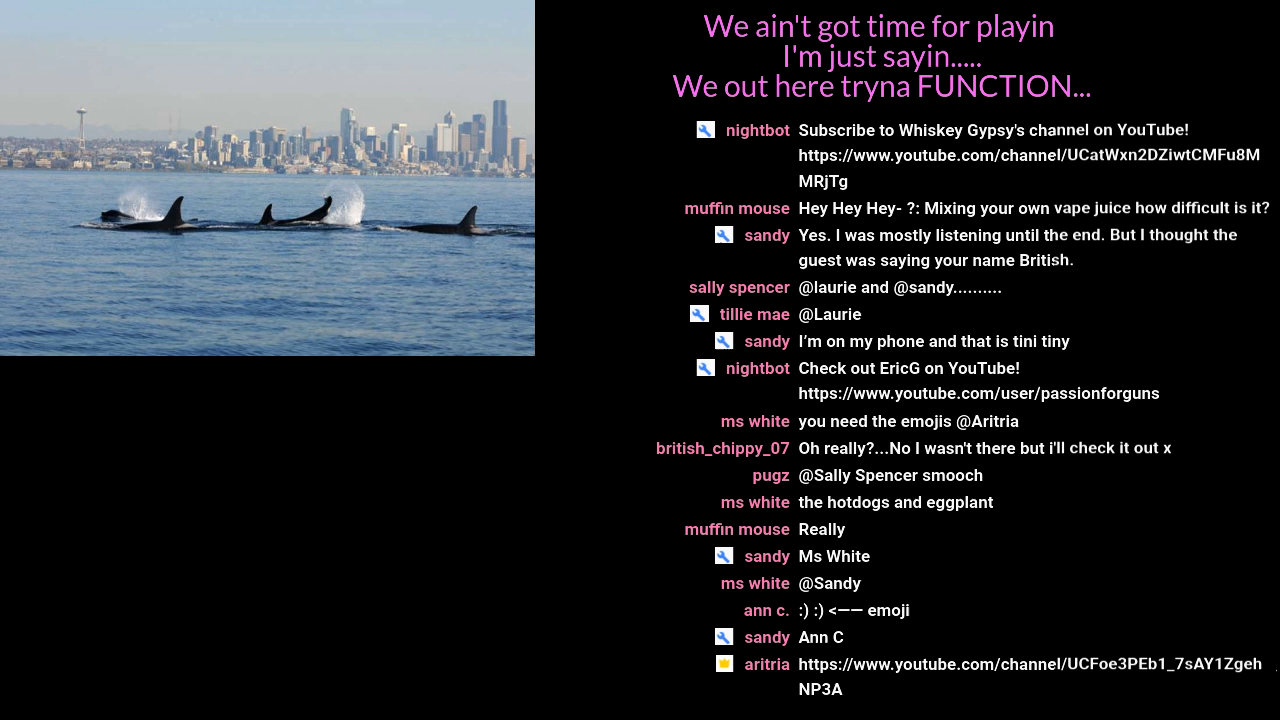 We ain't got time for playin
I'm just sayin.....
We out here tryna FUNCTION...
nightbot Subscribe to Whiskey Gypsy's channel on YouTube!
https://www.youtube.com/channel/UCatWxn2DZiwtCMFu8M
MRjTg
muffin mouse Hey Hey Hey- ?: Mixing your own vape juice how difficult is it?
sandy Yes. I was mostly listening until the end. But I thought the
guest was saying your name British.
sally spencer @laurie and @sandy..........
tillie mae @Laurie
sandy I’m on my phone and that is tini tiny
nightbot Check out EricG on YouTube!
https://www.youtube.com/user/passionforguns
ms white you need the emojis @Aritria
british_chippy_07 Oh really?...No I wasn't there but i'll check it out x
pugz @Sally Spencer smooch
ms white the hotdogs and eggplant
muffin mouse Really
sandy Ms White
ms white @Sandy
ann c. :) :) <—— emoji
sandy Ann C
aritria https://www.youtube.com/channel/UCFoe3PEb1_7sAY1Zgeh
NP3A